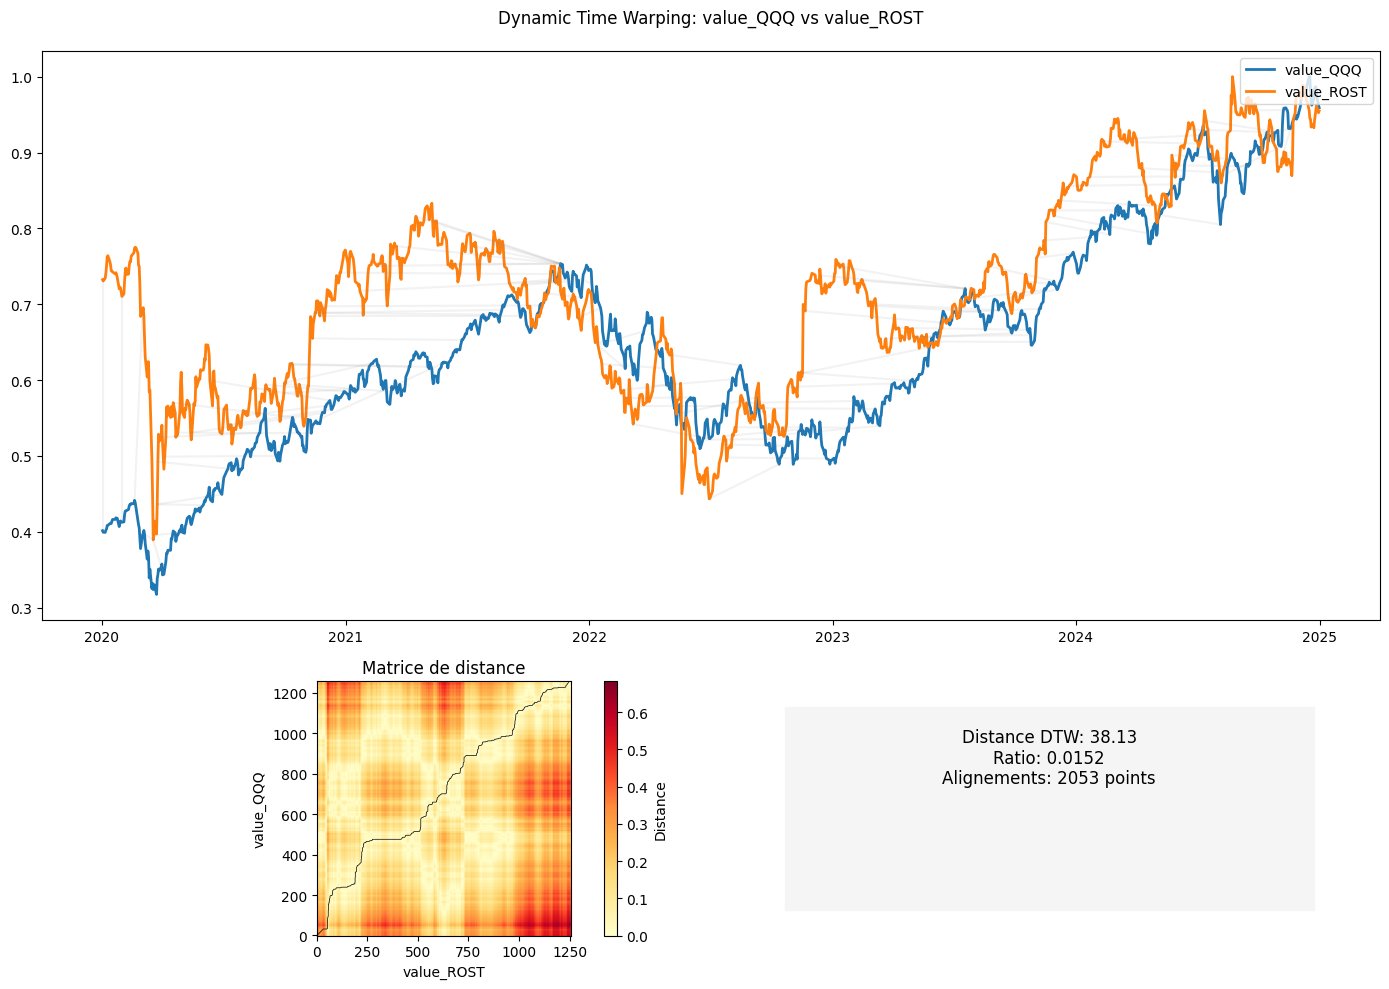 Dynamic Time Warping: value_QQQ vs value_ROST
value_QQQ
value_ROST
1.0
0.9
0.8
0.7
0.6
0.5
0.4
0.3
2020 2021 2022 2023 2024 2025
Matrice de distance
value_QQQ
1200
1000
800
600
400
200
0
0 250 500 750 1000 1250
value_ROST
0.6
0.5
0.4
0.3
0.2
0.1
0.0
Distance
Distance DTW: 38.13
Ratio: 0.0152
Alignements: 2053 points